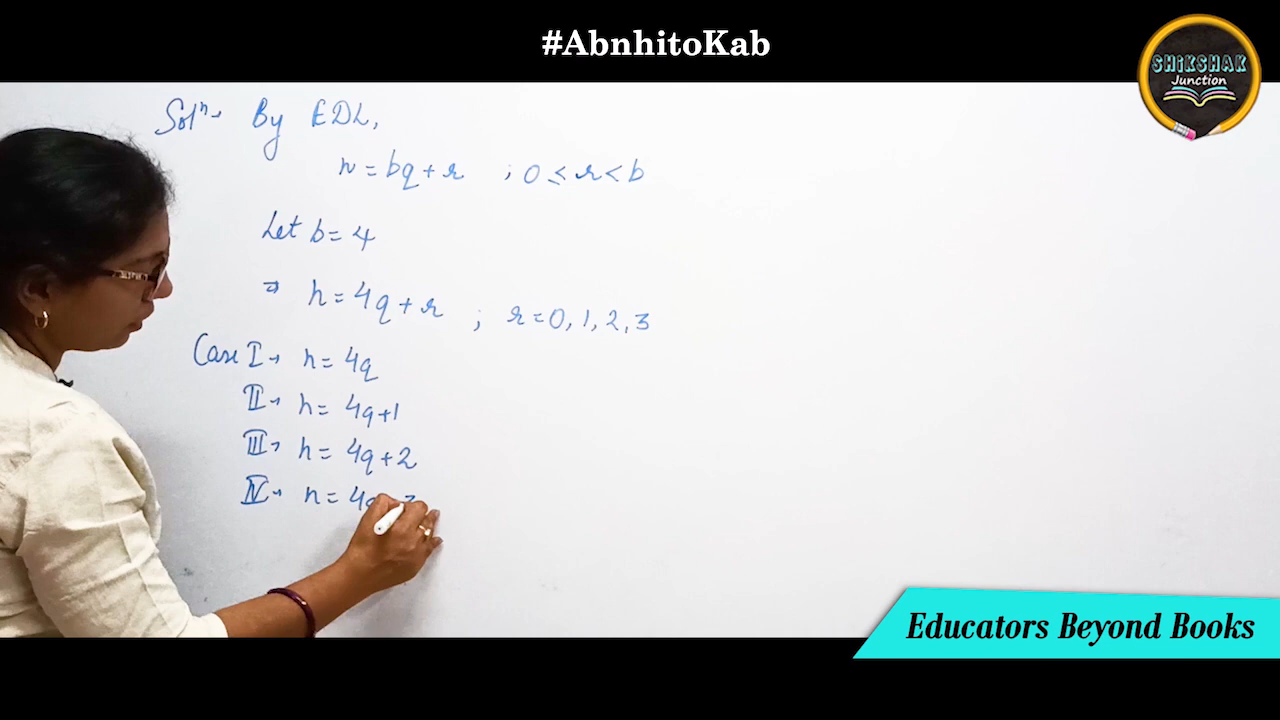 #AbnhitoKab
SHiKSHAK
Junction
Solⁿ→ By EDL,
n = bq + r ; 0 ≤ r < b
Let b = 4
⇒ n = 4q + r ; r = 0, 1, 2, 3
Case I → n = 4q
II → n = 4q+1
III → n = 4q+2
IV → n = 4q
Educators Beyond Books